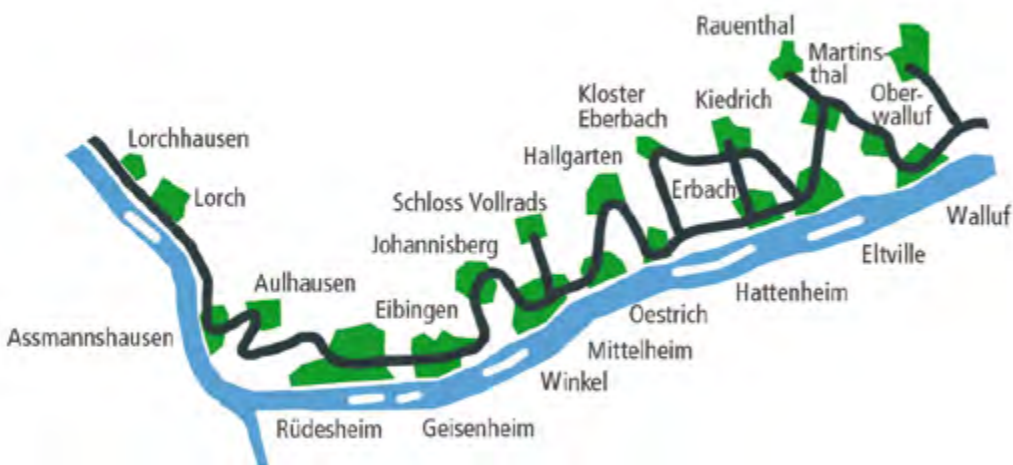 Rauenthal
Martins-
thal
Ober-
walluf
Kloster
Eberbach
Kiedrich
Lorchhausen
Hallgarten
Erbach
Lorch
Schloss Vollrads
Walluf
Johannisberg
Eltville
Aulhausen
Eibingen
Hattenheim
Assmannshausen
Oestrich
Mittelheim
Winkel
Rüdesheim
Geisenheim